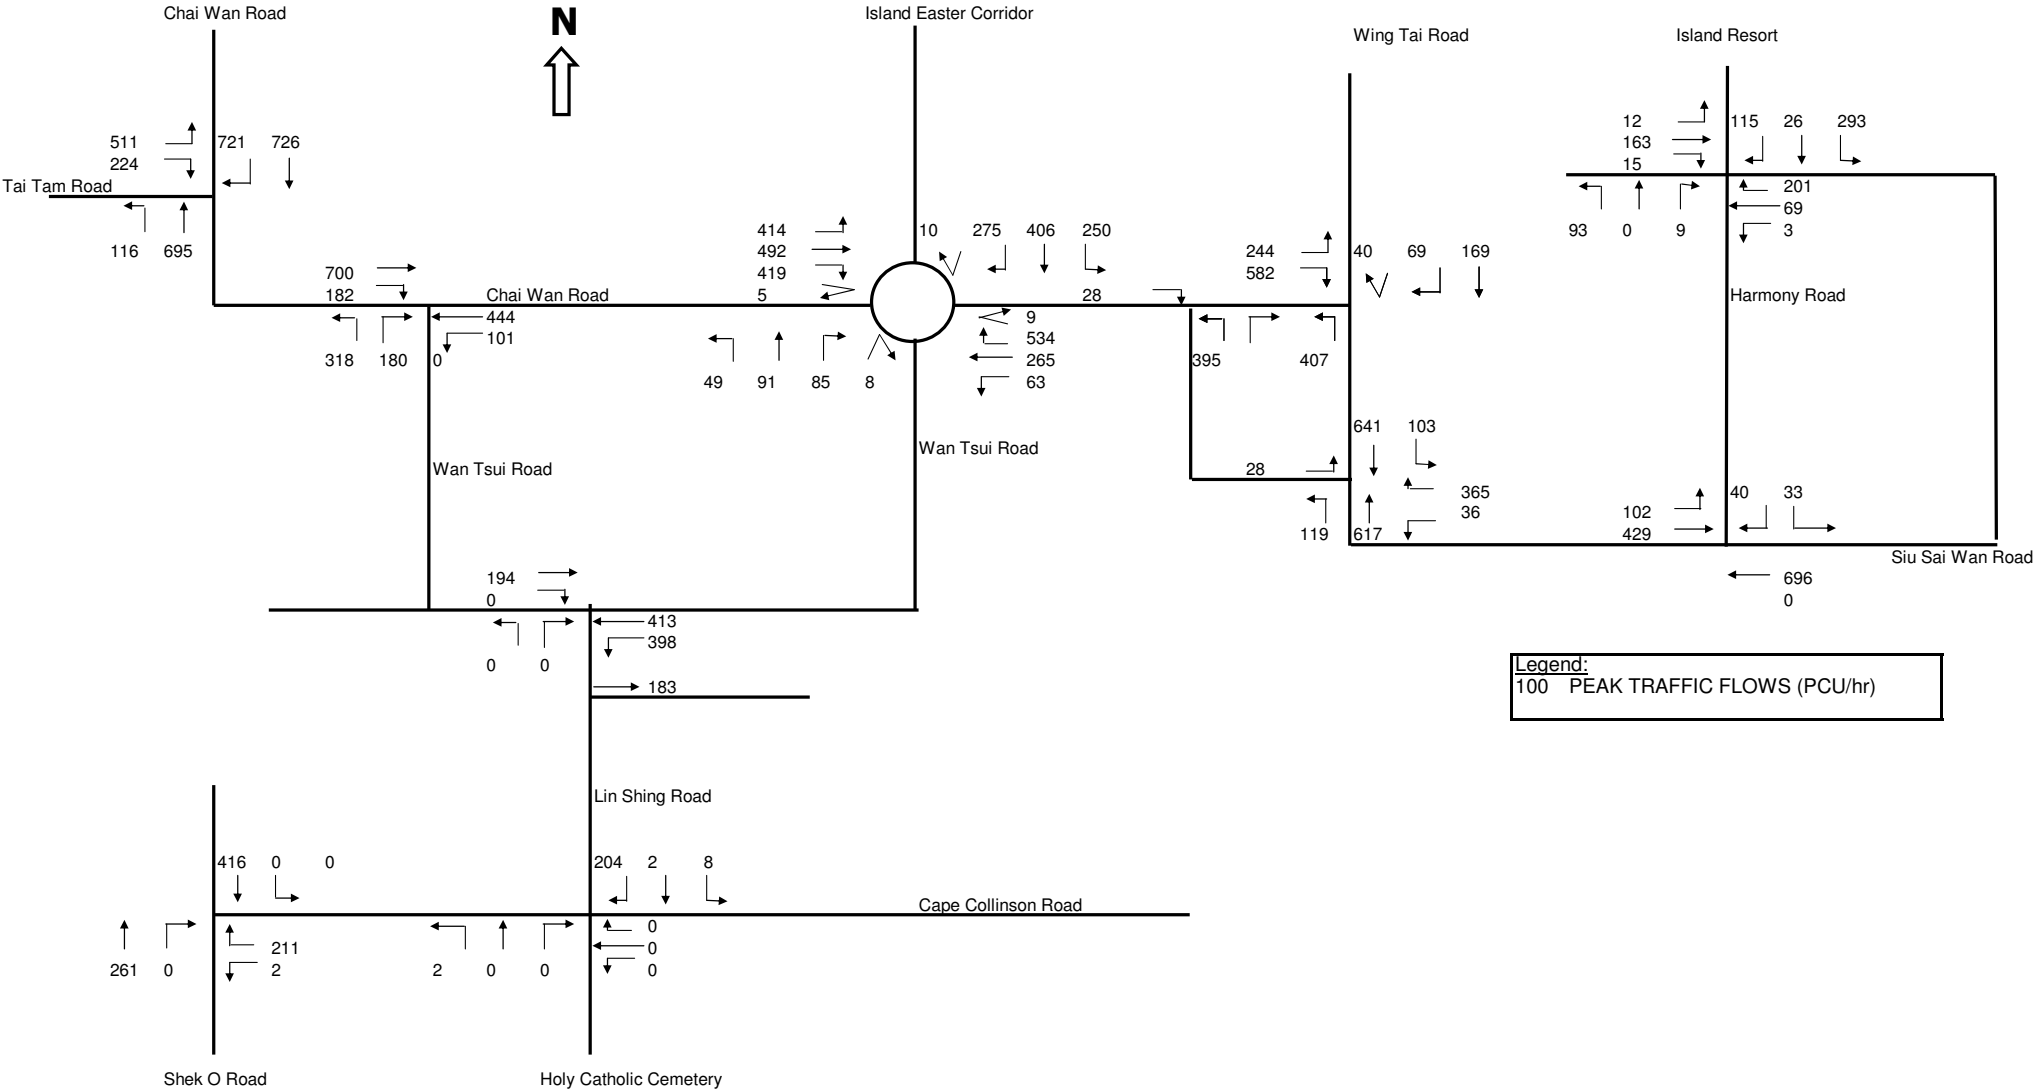 Chai Wan Road
N
Island Easter Corridor
Wing Tai Road
Island Resort
511
224
721 726
Tai Tam Road
116 695
12
163
15
115 26 293
201
69
3
93 0 9
414
492
419
5
10 275 406 250
244
582
40 69 169
700
182
Chai Wan Road
28
Harmony Road
444
101
318 180 0
9
534
265
63
49 91 85 8
395 407
Wan Tsui Road
Wan Tsui Road
641 103
28
365
36
119 617
102
429
40 33
Siu Sai Wan Road
696
0
194
0
413
398
0 0
183
Legend:
100 PEAK TRAFFIC FLOWS (PCU/hr)
Lin Shing Road
416 0 0
204 2 8
Cape Collinson Road
211
2
261 0
0
0
0
2 0 0
Shek O Road
Holy Catholic Cemetery